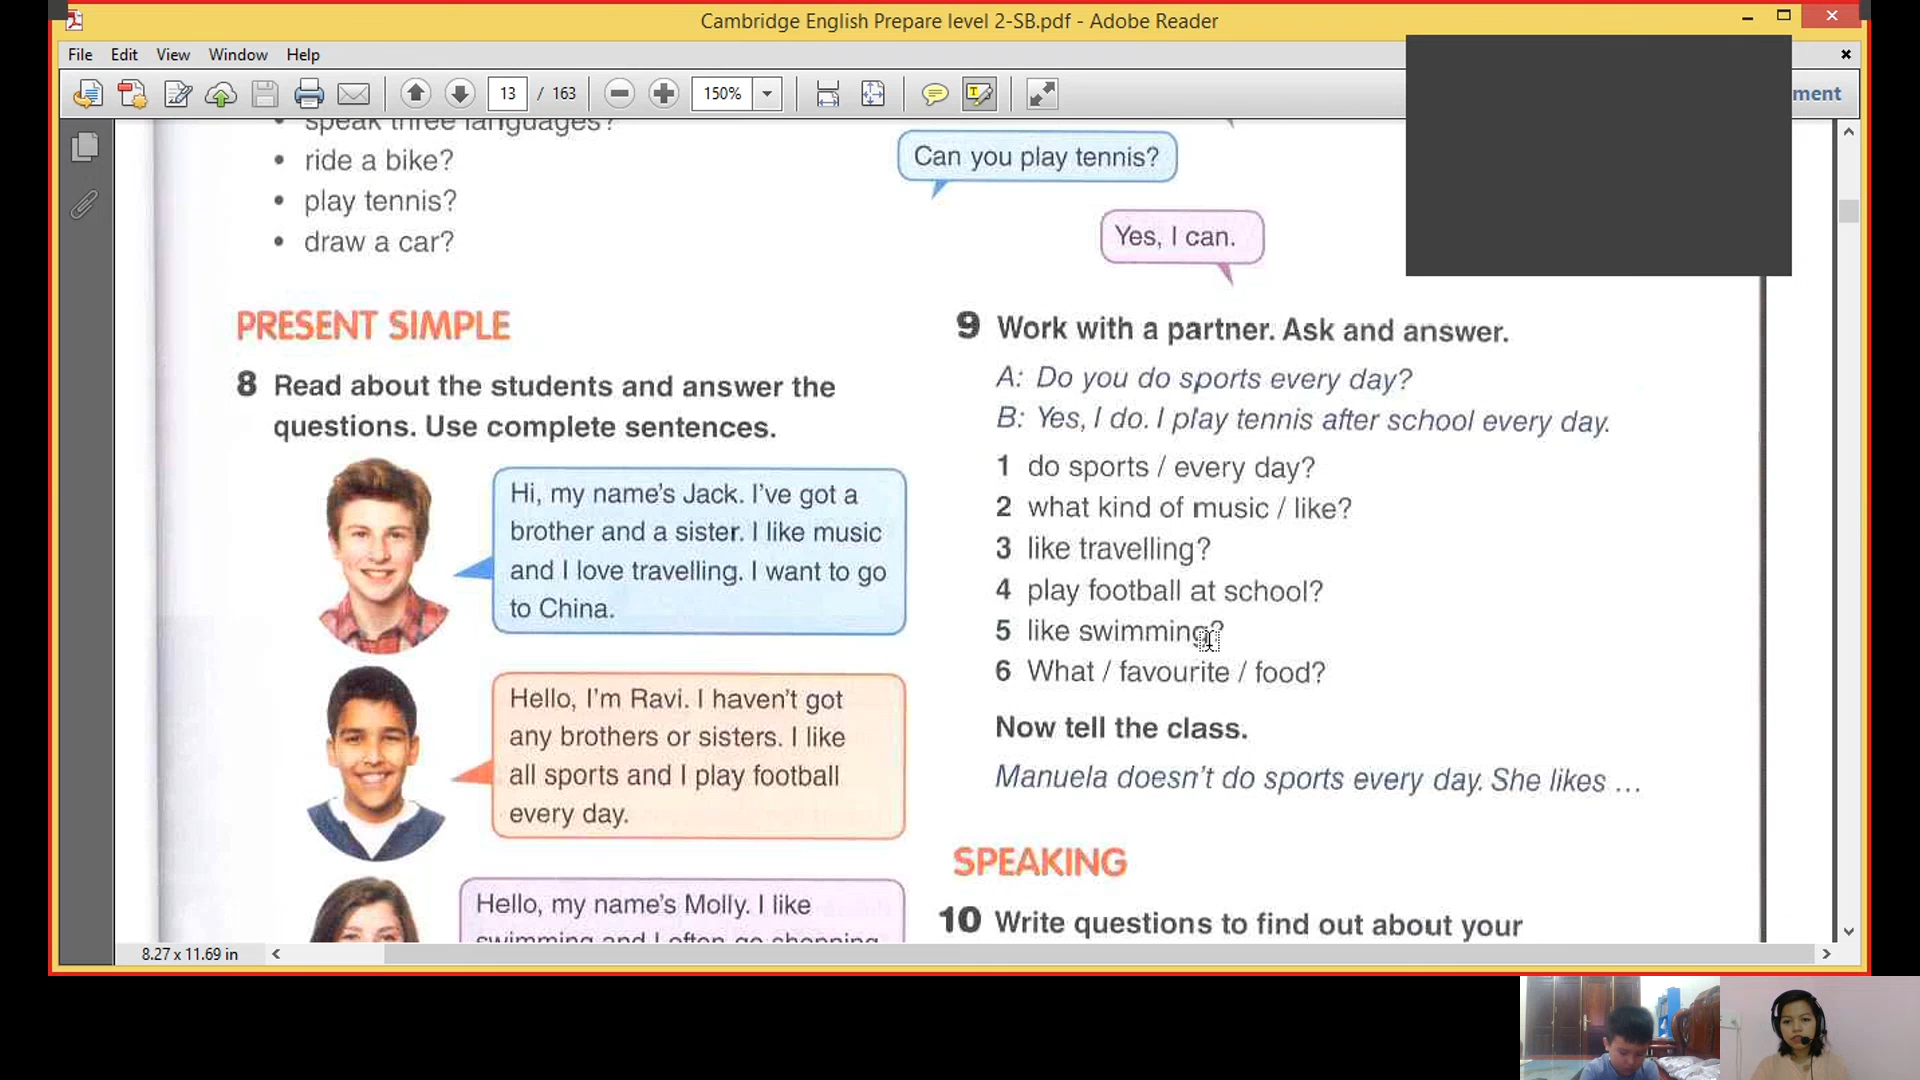 Cambridge English Prepare level 2-SB.pdf - Adobe Reader
File Edit View Window Help
13 / 163 150% ment
• speak three languages?
• ride a bike?
• play tennis?
• draw a car?
Can you play tennis?
Yes, I can.
PRESENT SIMPLE
8 Read about the students and answer the
questions. Use complete sentences.
Hi, my name's Jack. I've got a
brother and a sister. I like music
and I love travelling. I want to go
to China.
Hello, I'm Ravi. I haven't got
any brothers or sisters. I like
all sports and I play football
every day.
Hello, my name's Molly. I like
swimming and I often go shopping
9 Work with a partner. Ask and answer.
A: Do you do sports every day?
B: Yes, I do. I play tennis after school every day.
1 do sports / every day?
2 what kind of music / like?
3 like travelling?
4 play football at school?
5 like swimming?
6 What / favourite / food?
Now tell the class.
Manuela doesn't do sports every day. She likes ...
SPEAKING
10 Write questions to find out about your
8.27 x 11.69 in